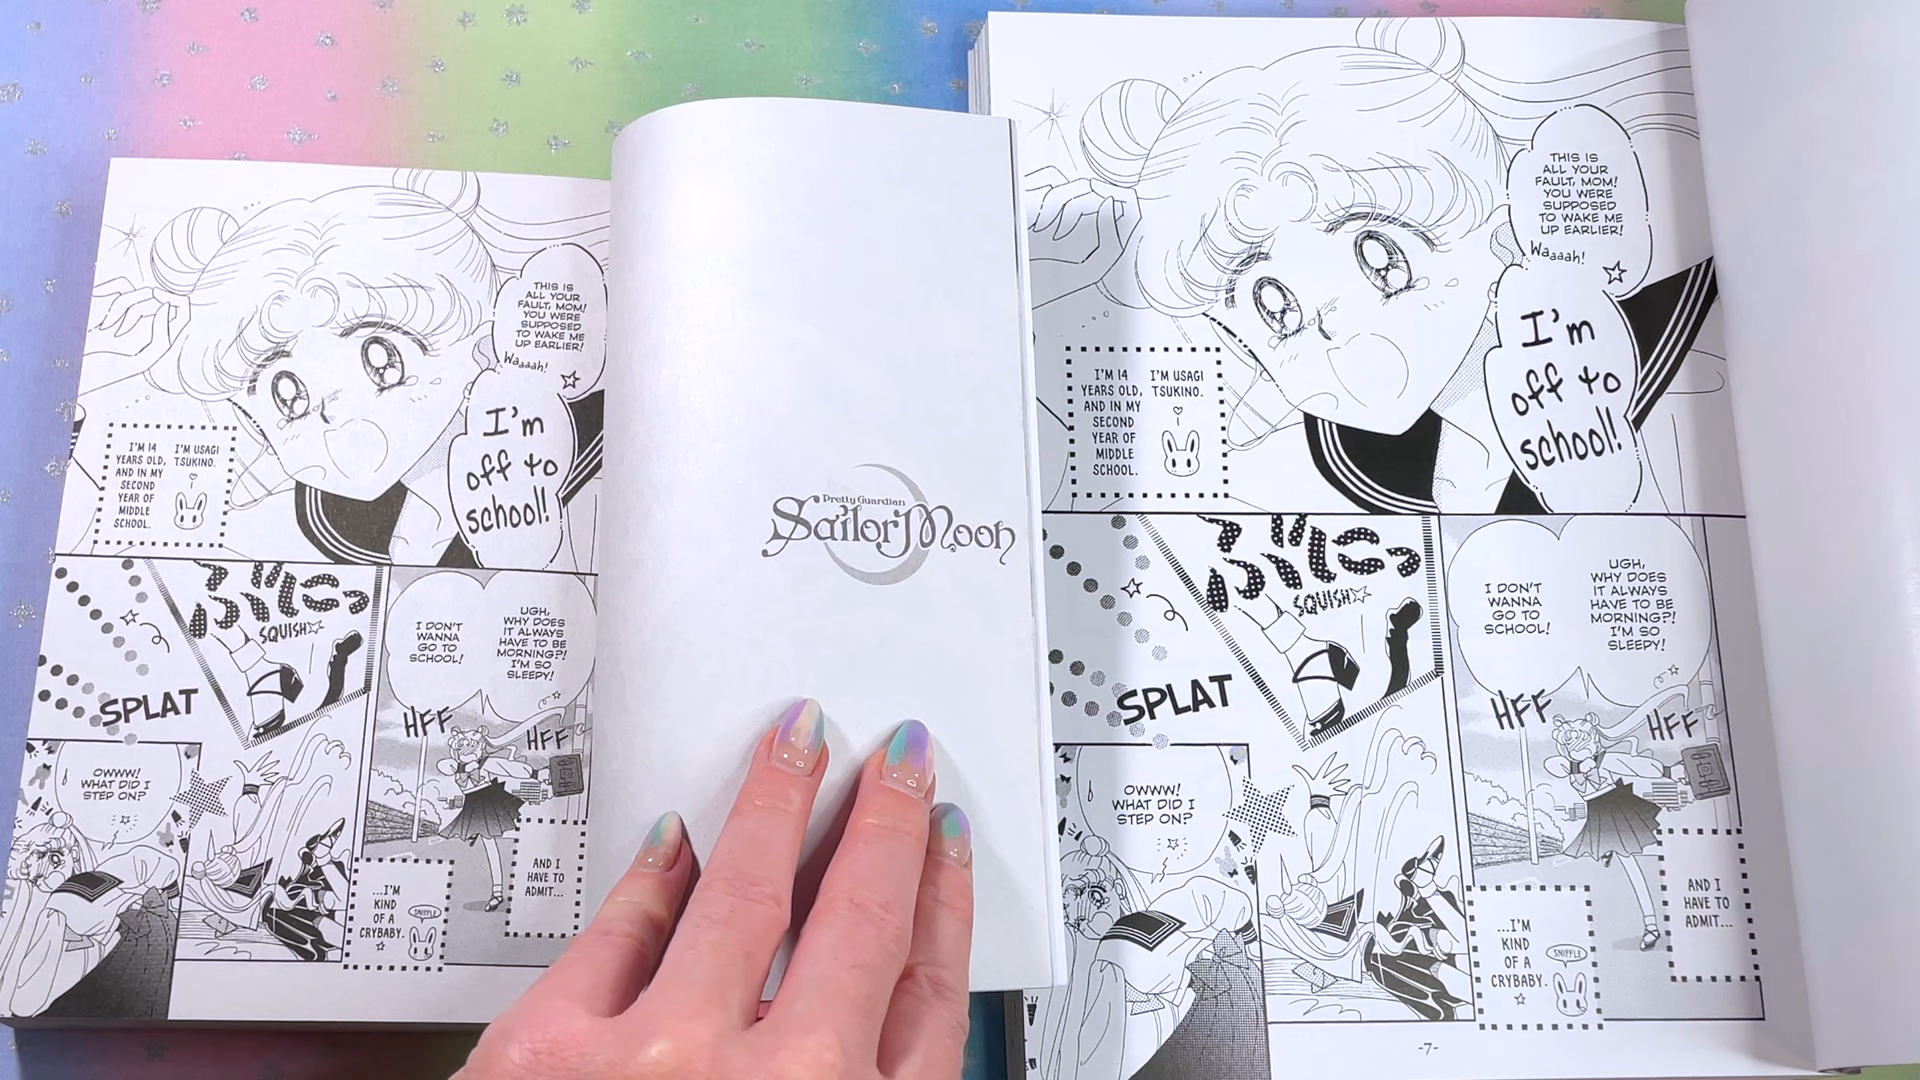 THIS IS
ALL YOUR
FAULT, MOM!
YOU WERE
SUPPOSED
TO WAKE ME
UP EARLIER!
Waaaah!
I'm
off to
school!
I'M USAGI
TSUKINO.
I'M 14
YEARS OLD,
AND IN MY
SECOND
YEAR OF
MIDDLE
SCHOOL.
UGH,
WHY DOES
IT ALWAYS
HAVE TO BE
MORNING?!
I'M SO
SLEEPY!
I DON'T
WANNA
GO TO
SCHOOL!
HFF
HFF
AND I
HAVE TO
ADMIT...
...I'M
KIND
OF A
CRYBABY.
SNIFFLE
SQUISH
SPLAT
OWWW!
WHAT DID I
STEP ON?
Pretty Guardian
Sailor Moon
THIS IS
ALL YOUR
FAULT, MOM!
YOU WERE
SUPPOSED
TO WAKE ME
UP EARLIER!
Waaaah!
I'm
off to
school!
I'M USAGI
TSUKINO.
I'M 14
YEARS OLD,
AND IN MY
SECOND
YEAR OF
MIDDLE
SCHOOL.
UGH,
WHY DOES
IT ALWAYS
HAVE TO BE
MORNING?!
I'M SO
SLEEPY!
I DON'T
WANNA
GO TO
SCHOOL!
HFF
HFF
AND I
HAVE TO
ADMIT...
...I'M
KIND
OF A
CRYBABY.
SNIFFLE
SQUISH
SPLAT
OWWW!
WHAT DID I
STEP ON?
-7-